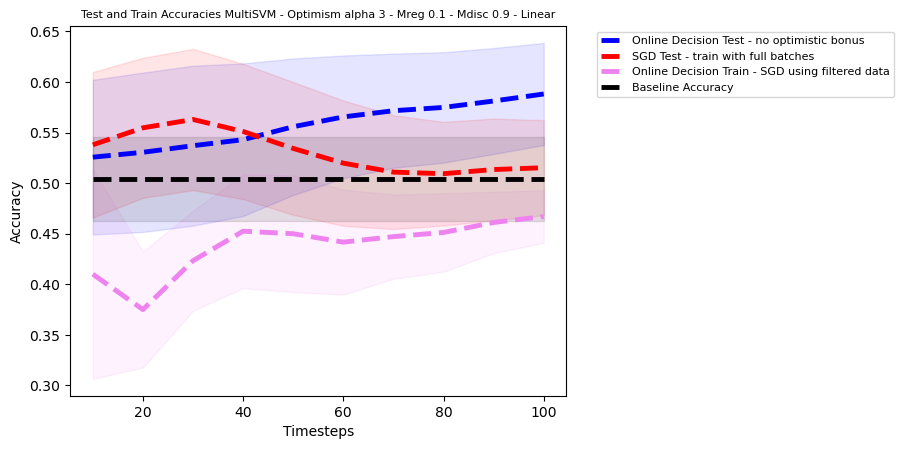 Test and Train Accuracies MultiSVM - Optimism alpha 3 - Mreg 0.1 - Mdisc 0.9 - Linear
0.65
0.60
0.55
0.50
0.45
0.40
0.35
0.30
Accuracy
20
40
60
80
100
Timesteps
Online Decision Test - no optimistic bonus
SGD Test - train with full batches
Online Decision Train - SGD using filtered data
Baseline Accuracy